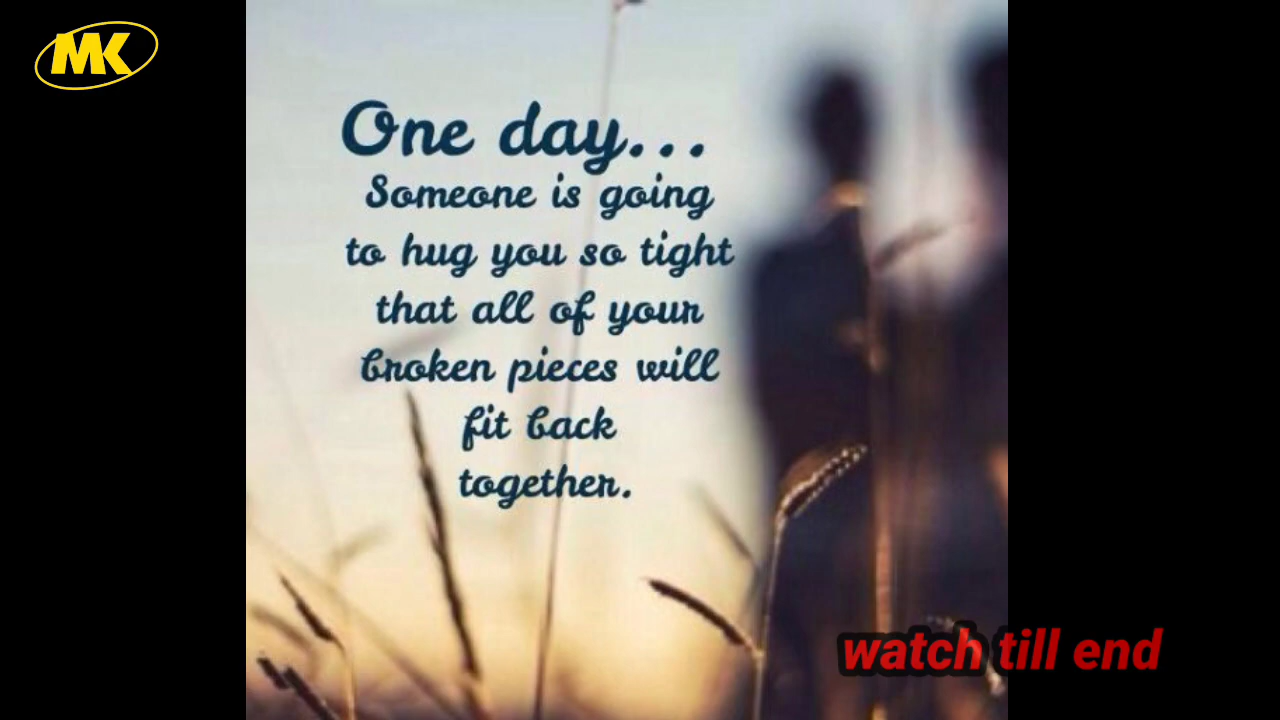 MK
One day...
Someone is going
to hug you so tight
that all of your
broken pieces will
fit back
together.
watch till end